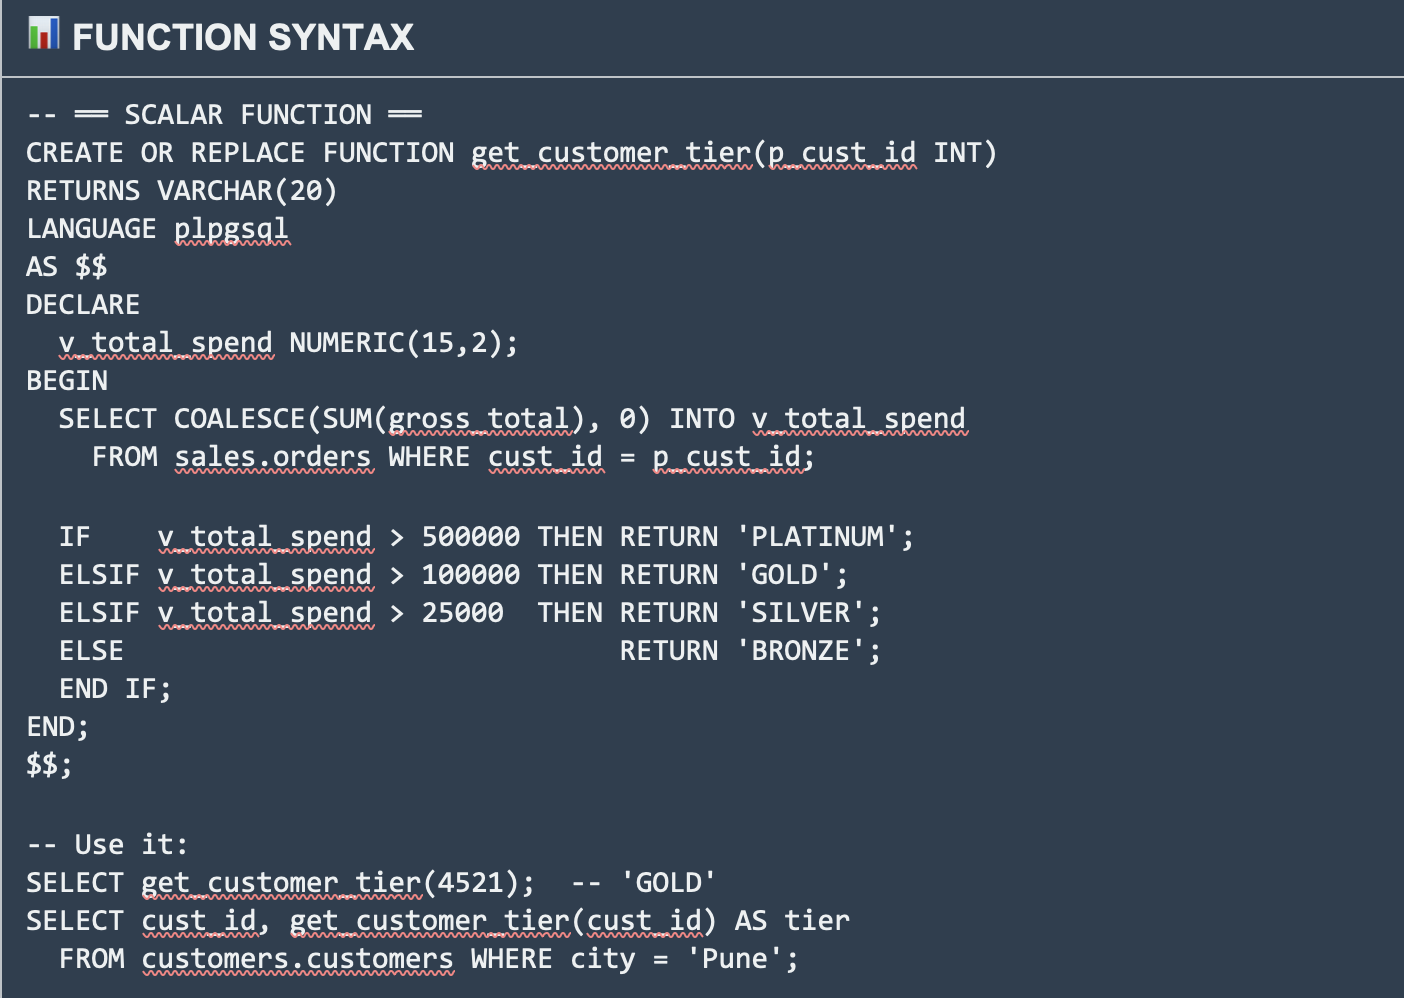 📊 FUNCTION SYNTAX
-- == SCALAR FUNCTION ==
CREATE OR REPLACE FUNCTION get_customer_tier(p_cust_id INT)
RETURNS VARCHAR(20)
LANGUAGE plpgsql
AS $$
DECLARE
  v_total_spend NUMERIC(15,2);
BEGIN
  SELECT COALESCE(SUM(gross_total), 0) INTO v_total_spend
    FROM sales.orders WHERE cust_id = p_cust_id;

  IF    v_total_spend > 500000 THEN RETURN 'PLATINUM';
  ELSIF v_total_spend > 100000 THEN RETURN 'GOLD';
  ELSIF v_total_spend > 25000  THEN RETURN 'SILVER';
  ELSE                              RETURN 'BRONZE';
  END IF;
END;
$$;

-- Use it:
SELECT get_customer_tier(4521);  -- 'GOLD'
SELECT cust_id, get_customer_tier(cust_id) AS tier
  FROM customers.customers WHERE city = 'Pune';